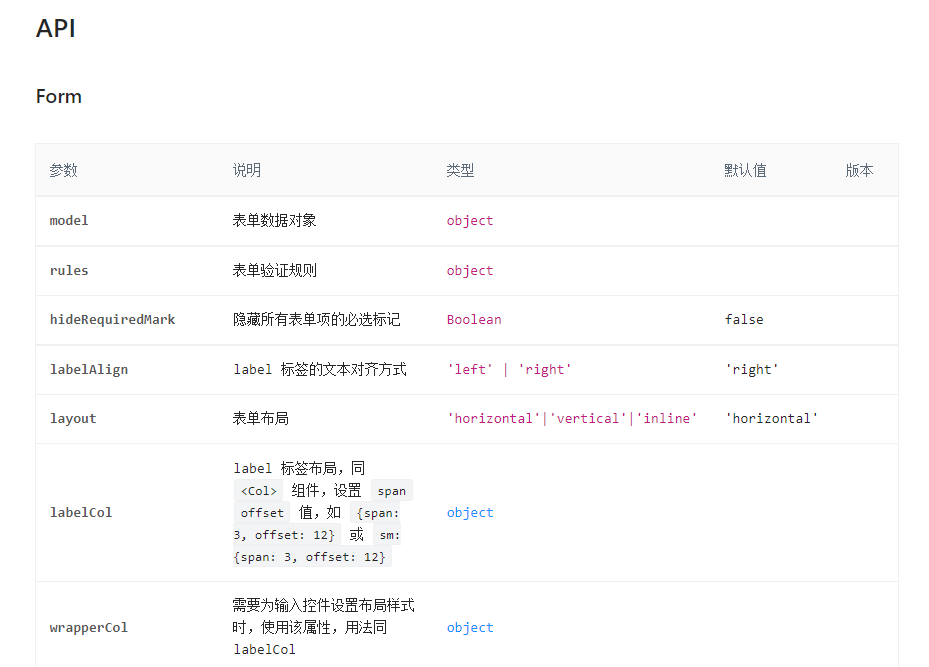 API
Form
参数 说明 类型 默认值 版本
model 表单数据对象 object
rules 表单验证规则 object
hideRequiredMark 隐藏所有表单项的必选标记 Boolean false
labelAlign label 标签的文本对齐方式 'left' | 'right' 'right'
layout 表单布局 'horizontal'|'vertical'|'inline' 'horizontal'
label 标签布局，同
<Col> 组件，设置 span
labelCol offset 值，如 {span: object
3, offset: 12} 或 sm:
{span: 3, offset: 12}
需要为输入控件设置布局样式
wrapperCol 时，使用该属性，用法同 object
labelCol